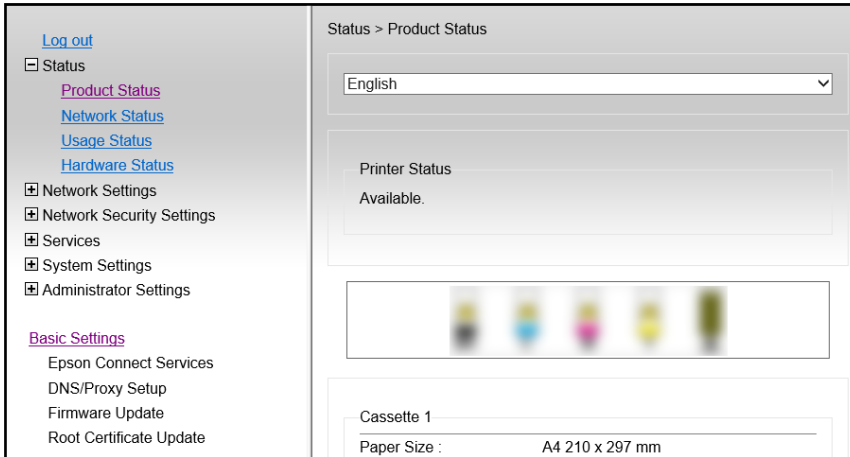 Log out
Status
Product Status
Network Status
Usage Status
Hardware Status
Network Settings
Network Security Settings
Services
System Settings
Administrator Settings
Basic Settings
Epson Connect Services
DNS/Proxy Setup
Firmware Update
Root Certificate Update
Status > Product Status
English
Printer Status
Available.
Cassette 1
Paper Size : A4 210 x 297 mm